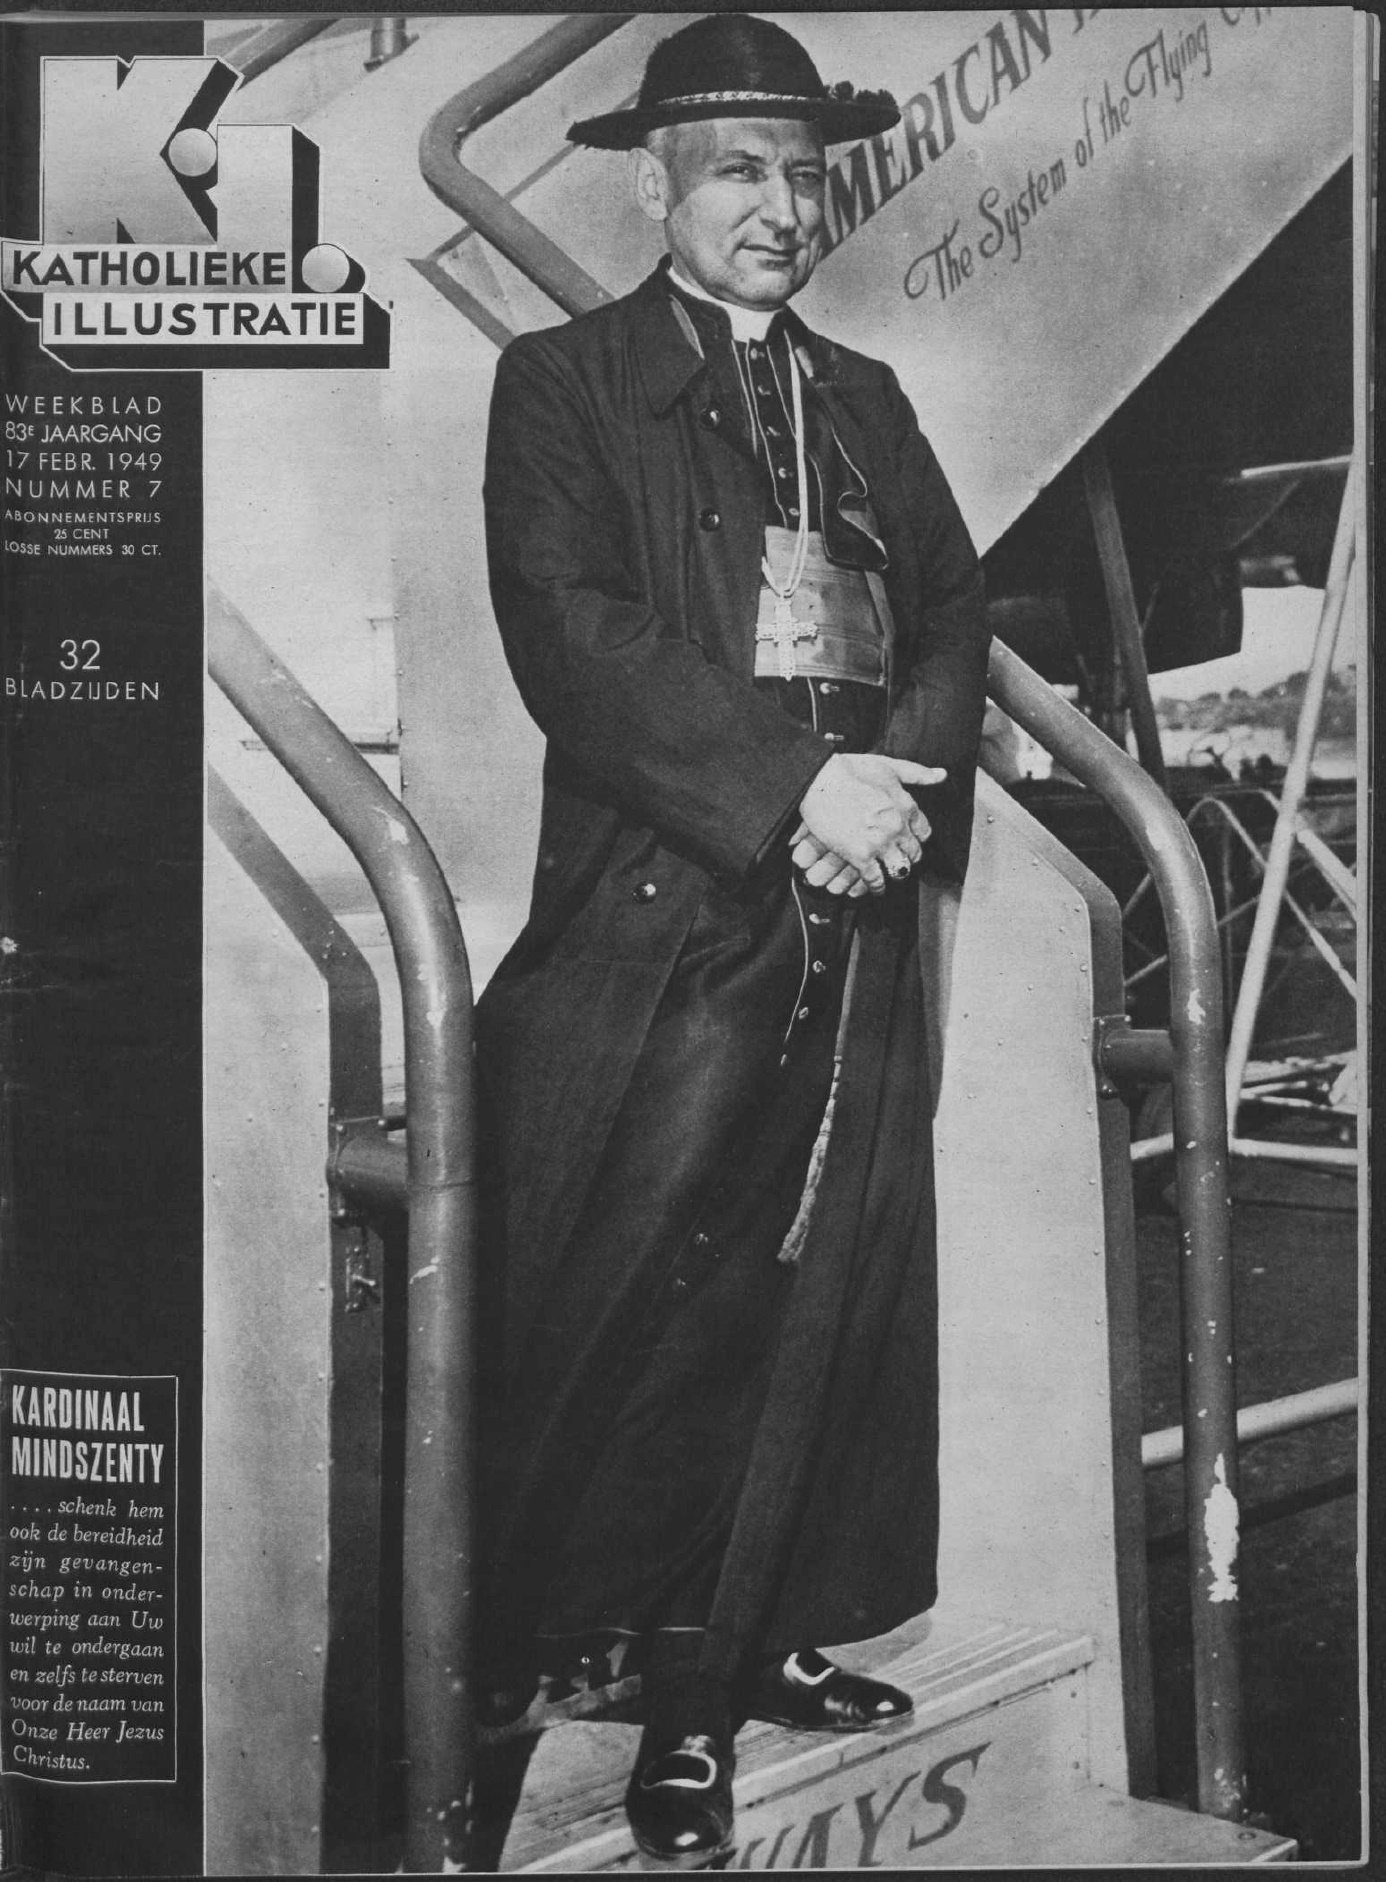 K.I.
KATHOLIEKE
ILLUSTRATIE
WEEKBLAD
83E JAARGANG
17 FEBR. 1949
NUMMER 7
ABONNEMENTSPRIJS
25 CENT
LOSSE NUMMERS 30 CT.
32
BLADZIJDEN
KARDINAAL
MINDSZENTY
.... schenk hem
ook de bereidheid
zijn gevangen-
schap in onder-
werping aan Uw
wil te ondergaan
en zelfs te sterven
voor de naam van
Onze Heer Jezus
Christus.
AMERICAN
The System of the Flying
WAYS